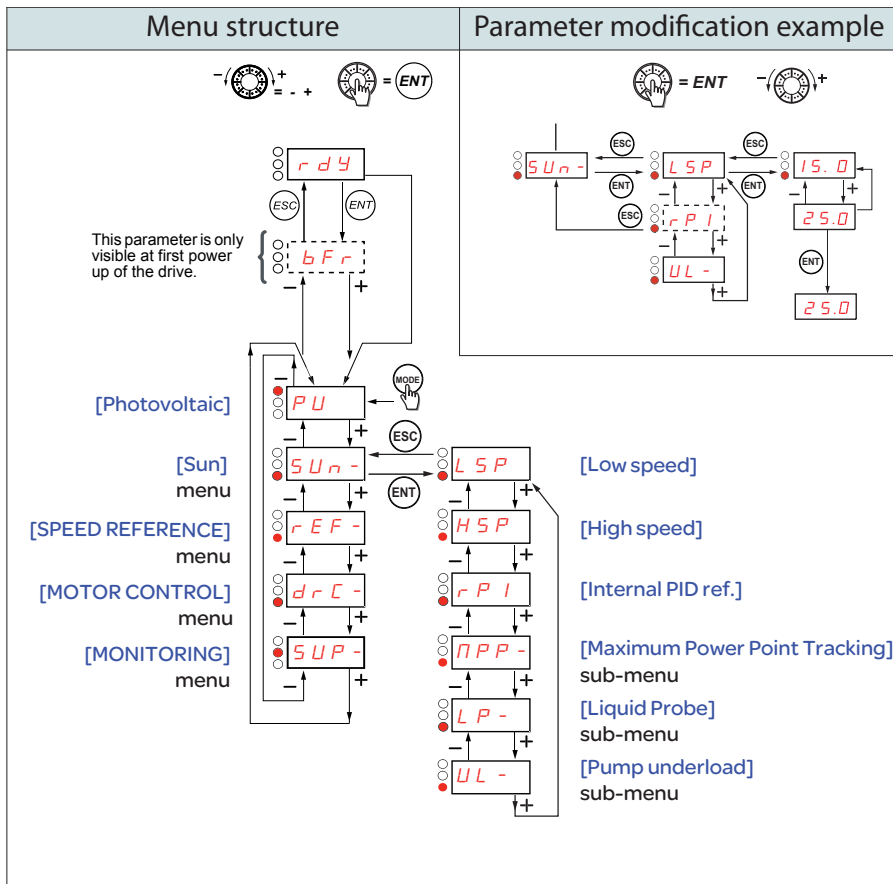 Menu structure
Parameter modification example
- + = - +
= ENT
= ENT
- +
rdY
ESC ENT
This parameter is only
visible at first power
up of the drive.
bFr
- +
ESC ESC
SUn- LSP 15.0
ENT ENT
- + - +
ESC rPI 25.0
- +
UL- ENT
+
25.0
-
[Photovoltaic] PU MODE
- + ESC
[Sun] SUn- LSP [Low speed]
menu
ENT
- + - +
[SPEED REFERENCE] rEF- HSP [High speed]
menu
- + - +
[MOTOR CONTROL] drC- rPI [Internal PID ref.]
menu
- + - +
[MONITORING] SUP- nPP- [Maximum Power Point Tracking]
menu sub-menu
- + - +
LP- [Liquid Probe]
sub-menu
- +
UL- [Pump underload]
sub-menu
+